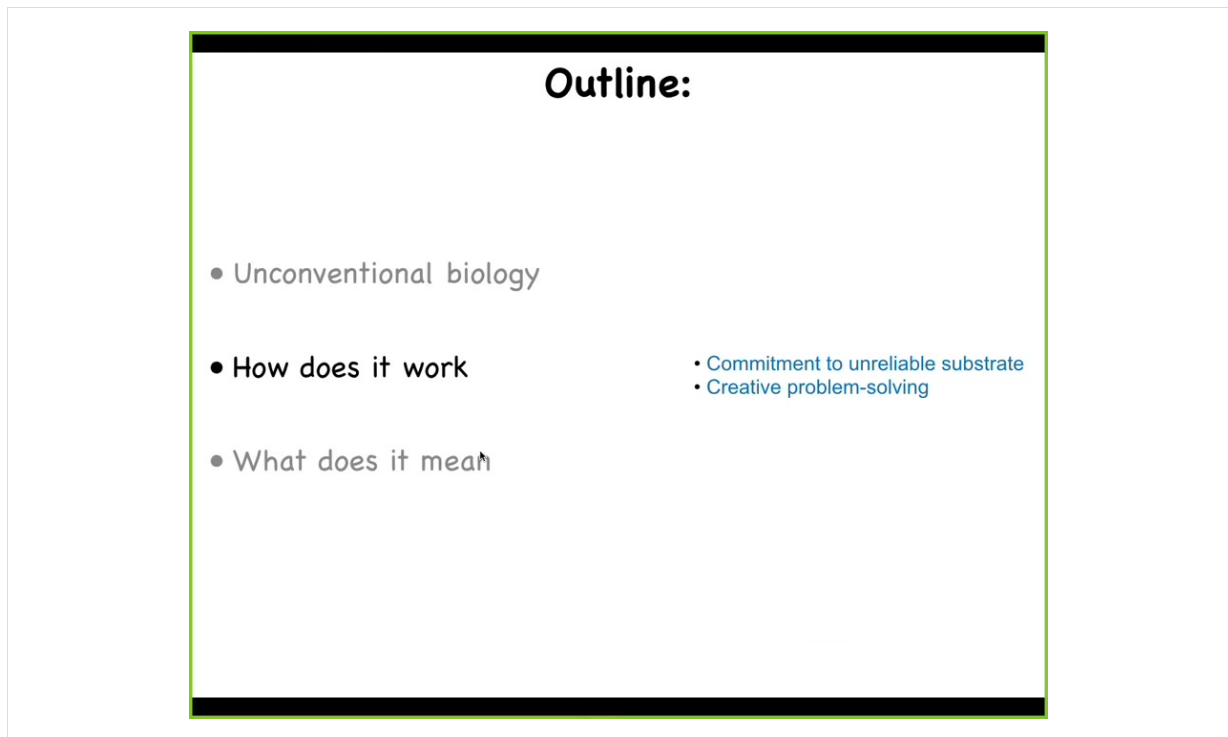 Outline:
• Unconventional biology
• How does it work
• Commitment to unreliable substrate
• Creative problem-solving
• What does it mean